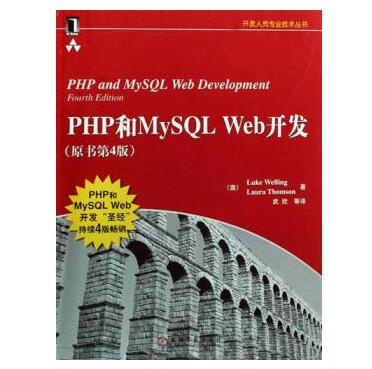 开发人员专业技术丛书
PHP and MySQL Web Development
Fourth Edition
PHP和MySQL Web开发
(原书第4版)
(澳) Luke Welling
Laura Thomson 著
武欣 等译
PHP和
MySQL Web
开发“圣经”
持续4版畅销